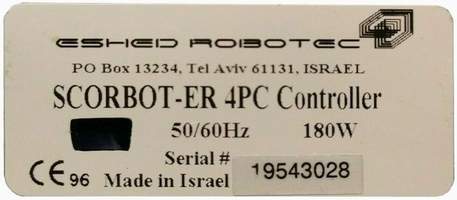 ESHED ROBOTEC
PO Box 13234, Tel Aviv 61131, ISRAEL
SCORBOT-ER 4PC Controller
50/60Hz 180W
Serial # 19543028
CE 96 Made in Israel